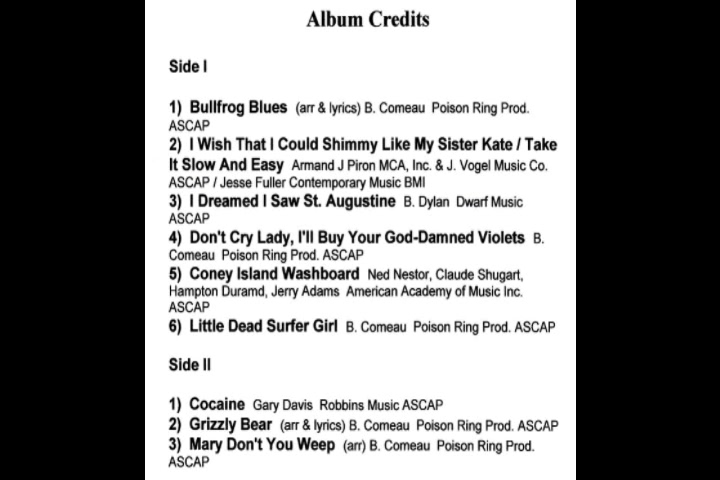 Album Credits
Side I
1) Bullfrog Blues (arr & lyrics) B. Comeau Poison Ring Prod.
ASCAP
2) I Wish That I Could Shimmy Like My Sister Kate / Take
It Slow And Easy Armand J Piron MCA, Inc. & J. Vogel Music Co.
ASCAP / Jesse Fuller Contemporary Music BMI
3) I Dreamed I Saw St. Augustine B. Dylan Dwarf Music
ASCAP
4) Don't Cry Lady, I'll Buy Your God-Damned Violets B.
Comeau Poison Ring Prod. ASCAP
5) Coney Island Washboard Ned Nestor, Claude Shugart,
Hampton Duramd, Jerry Adams American Academy of Music Inc.
ASCAP
6) Little Dead Surfer Girl B. Comeau Poison Ring Prod. ASCAP
Side II
1) Cocaine Gary Davis Robbins Music ASCAP
2) Grizzly Bear (arr & lyrics) B. Comeau Poison Ring Prod. ASCAP
3) Mary Don't You Weep (arr) B. Comeau Poison Ring Prod.
ASCAP